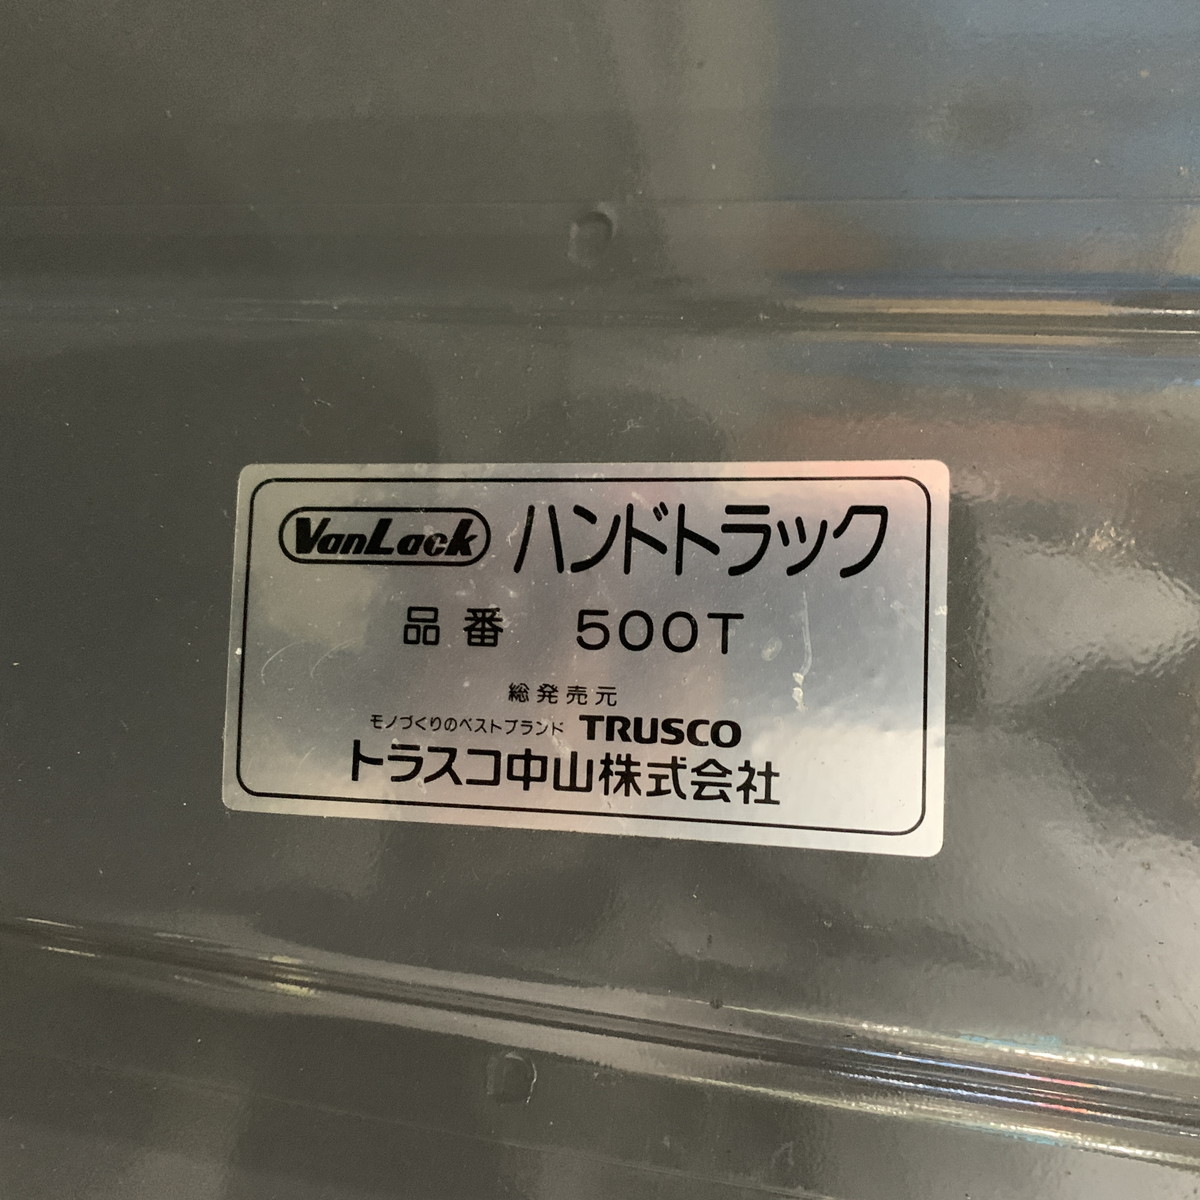 VanLack ハンドトラック
品番 500T
総発売元
モノづくりのベストブランド TRUSCO
トラスコ中山株式会社